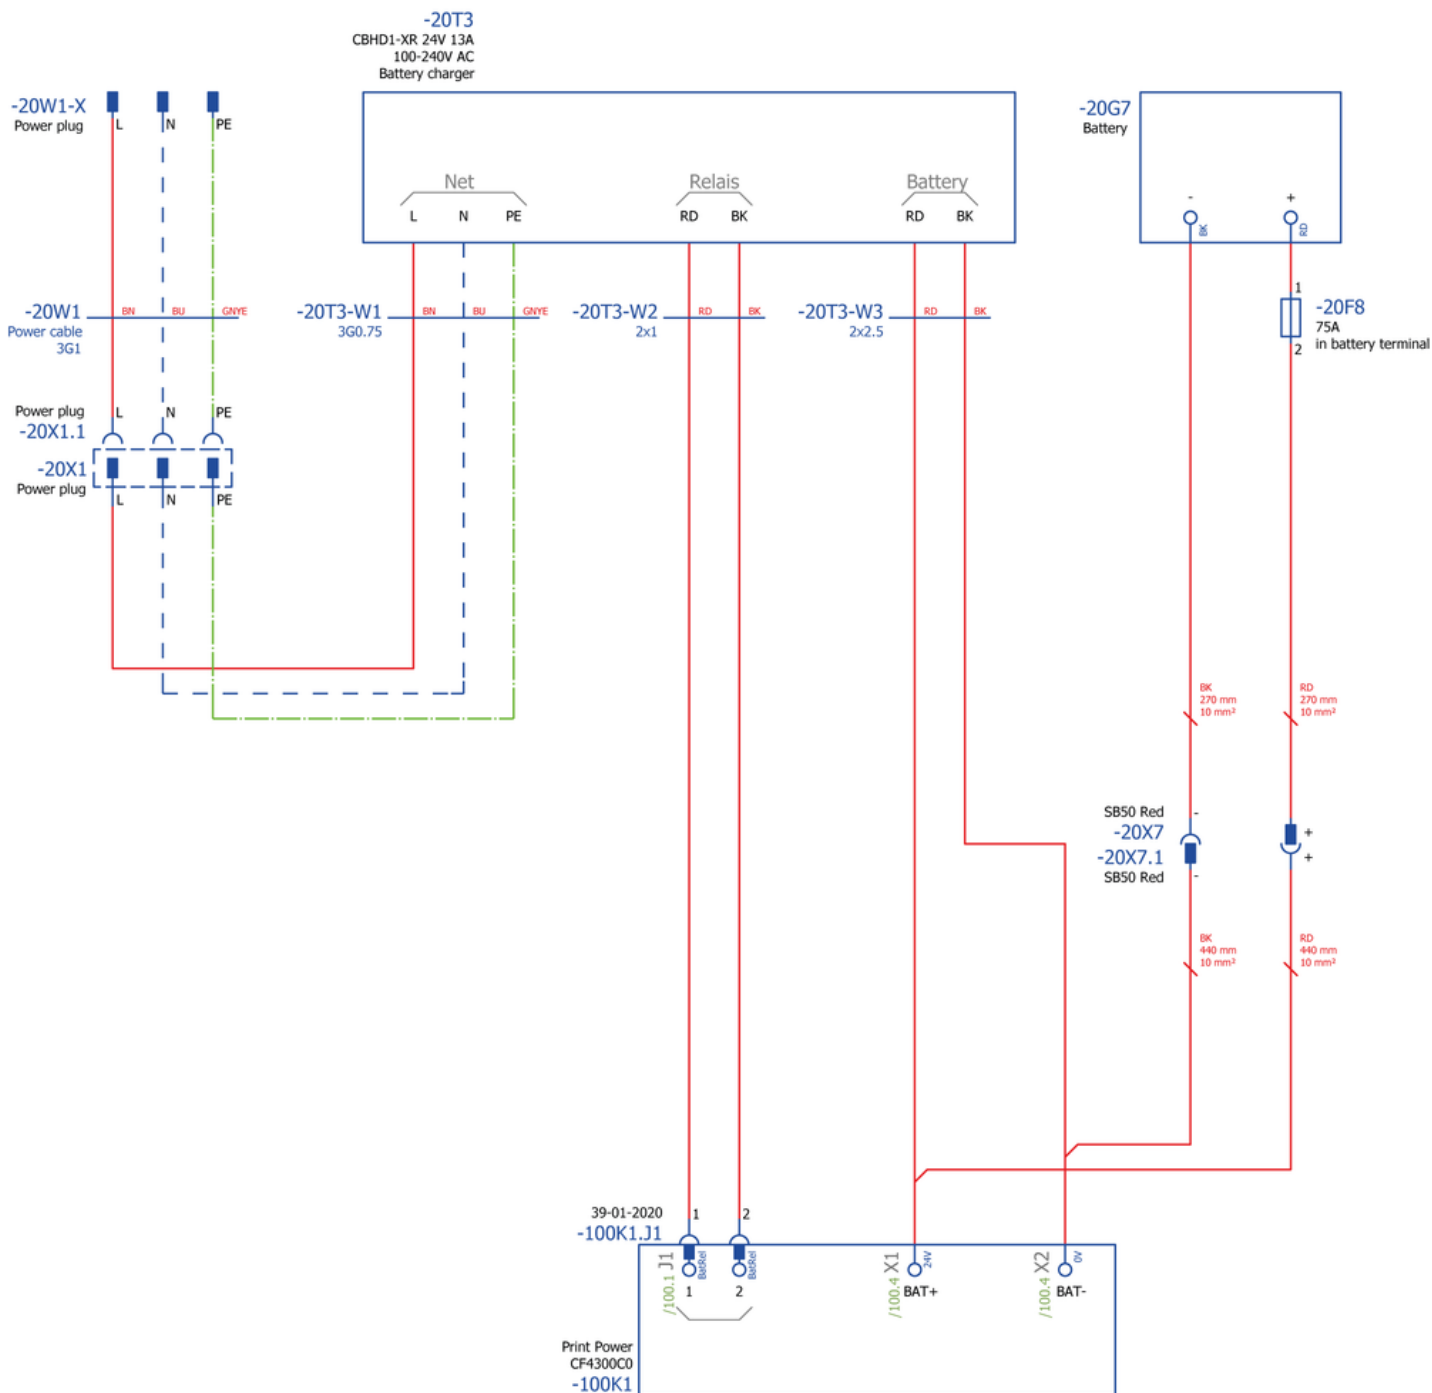 -20T3
CBHD1-XR 24V 13A
100-240V AC
Battery charger
-20W1-X
Power plug
L
N
PE
Net
L
N
PE
Relais
RD
BK
Battery
RD
BK
-20G7
Battery
-
+
BK
RD
-20W1
Power cable
3G1
BN
BU
GNYE
-20T3-W1
3G0.75
BN
BU
GNYE
-20T3-W2
2x1
RD
BK
-20T3-W3
2x2.5
RD
BK
1
2
-20F8
75A
in battery terminal
Power plug
-20X1.1
L
N
PE
-20X1
Power plug
L
N
PE
BK
270 mm
10 mm²
RD
270 mm
10 mm²
SB50 Red
-20X7
-20X7.1
SB50 Red
-
-
+
+
BK
440 mm
10 mm²
RD
440 mm
10 mm²
39-01-2020
-100K1.J1
1
2
J1
/100.1
BatRel
BatRel
1
2
X1
/100.4
24V
BAT+
X2
/100.4
0V
BAT-
Print Power
CF4300C0
-100K1